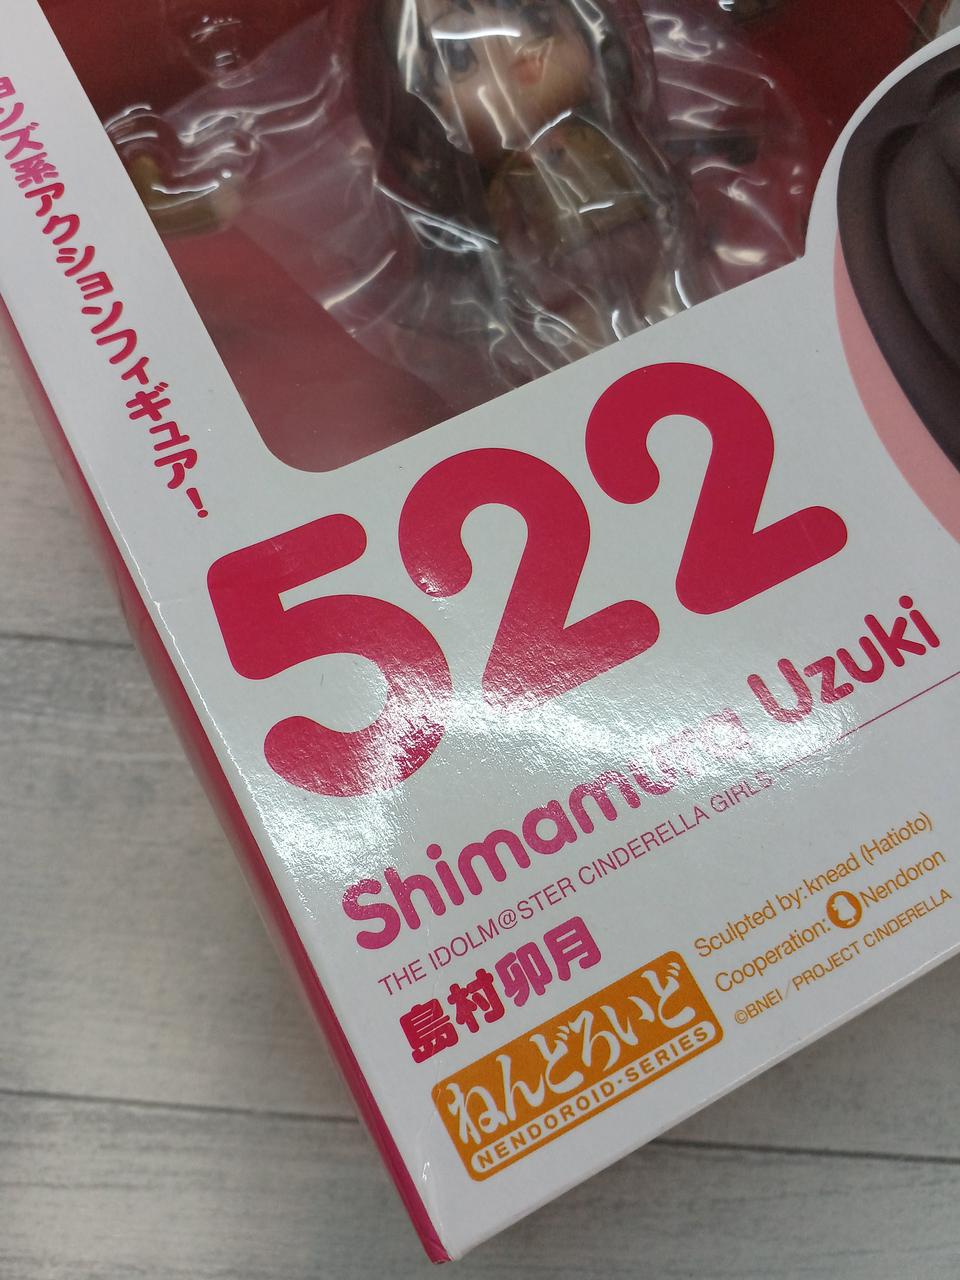 ョンズ系アクションフィギュア!
522
Shimamura Uzuki
THE IDOLM@STER CINDERELLA GIRLS
島村卯月
ねんどろいど
NENDOROID·SERIES
Sculpted by: knead (Hatioto)
Cooperation: Nendoron
©BNEI/PROJECT CINDERELLA